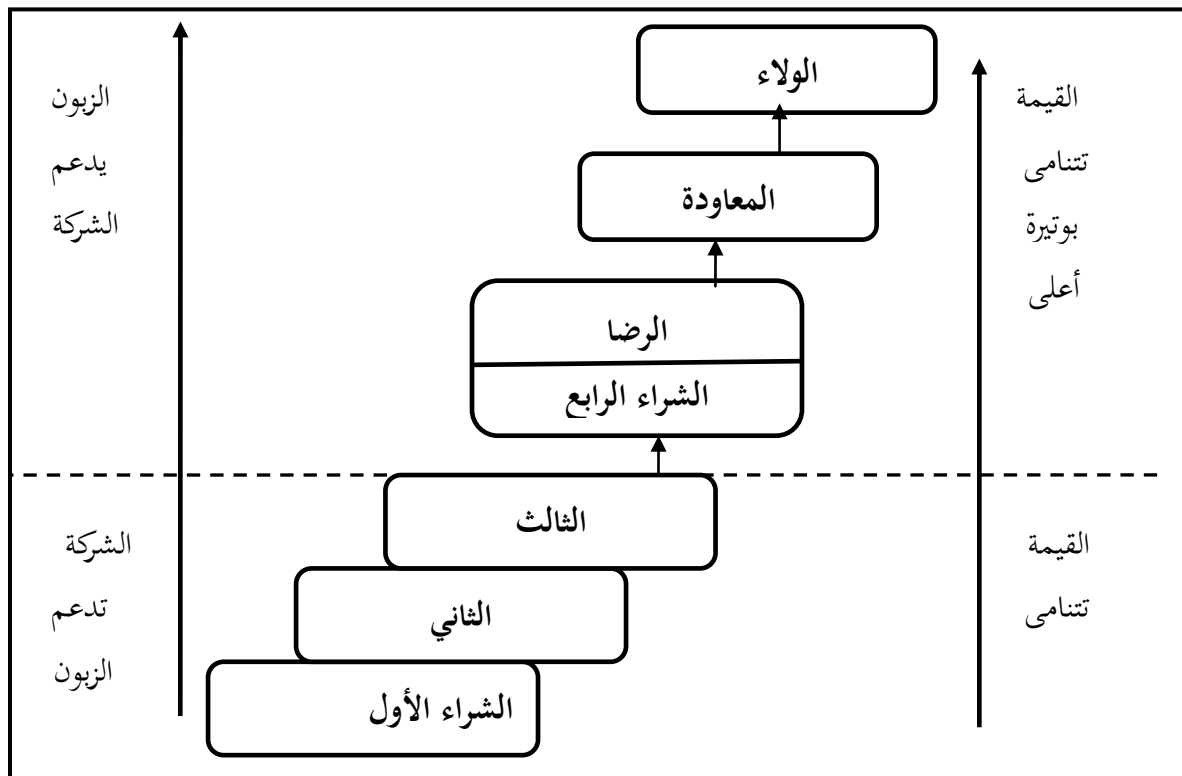 الولاء
القيمة
تتنامى
بوتيرة
أعلى
الزبون
يدعم
الشركة
المعاودة
الرضا
الشراء الرابع
الثالث
الثاني
الشراء الأول
القيمة
تتنامى
الشركة
تدعم
الزبون